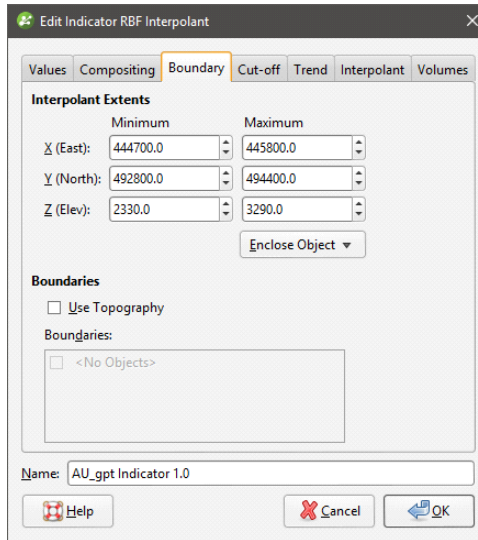 Edit Indicator RBF Interpolant
Values Compositing Boundary Cut-off Trend Interpolant Volumes
Interpolant Extents
Minimum Maximum
X (East): 444700.0 445800.0
Y (North): 492800.0 494400.0
Z (Elev): 2330.0 3290.0
Enclose Object
Boundaries
Use Topography
Boundaries:
<No Objects>
Name: AU_gpt Indicator 1.0
Help Cancel OK